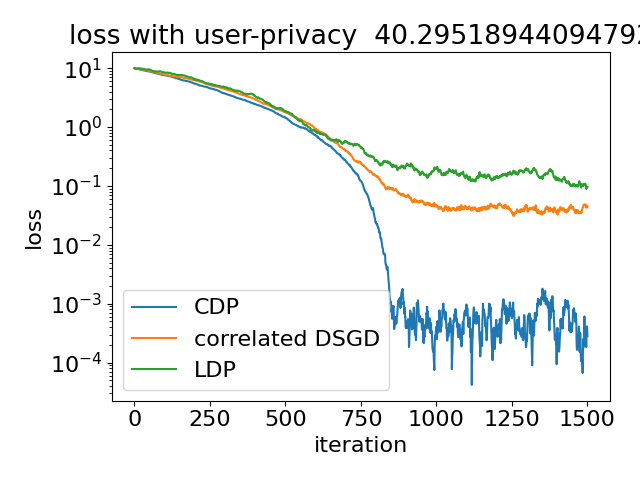 loss with user-privacy 40.29518944094792
loss
10¹
10⁰
10⁻¹
10⁻²
10⁻³
10⁻⁴
CDP
correlated DSGD
LDP
0 250 500 750 1000 1250 1500
iteration